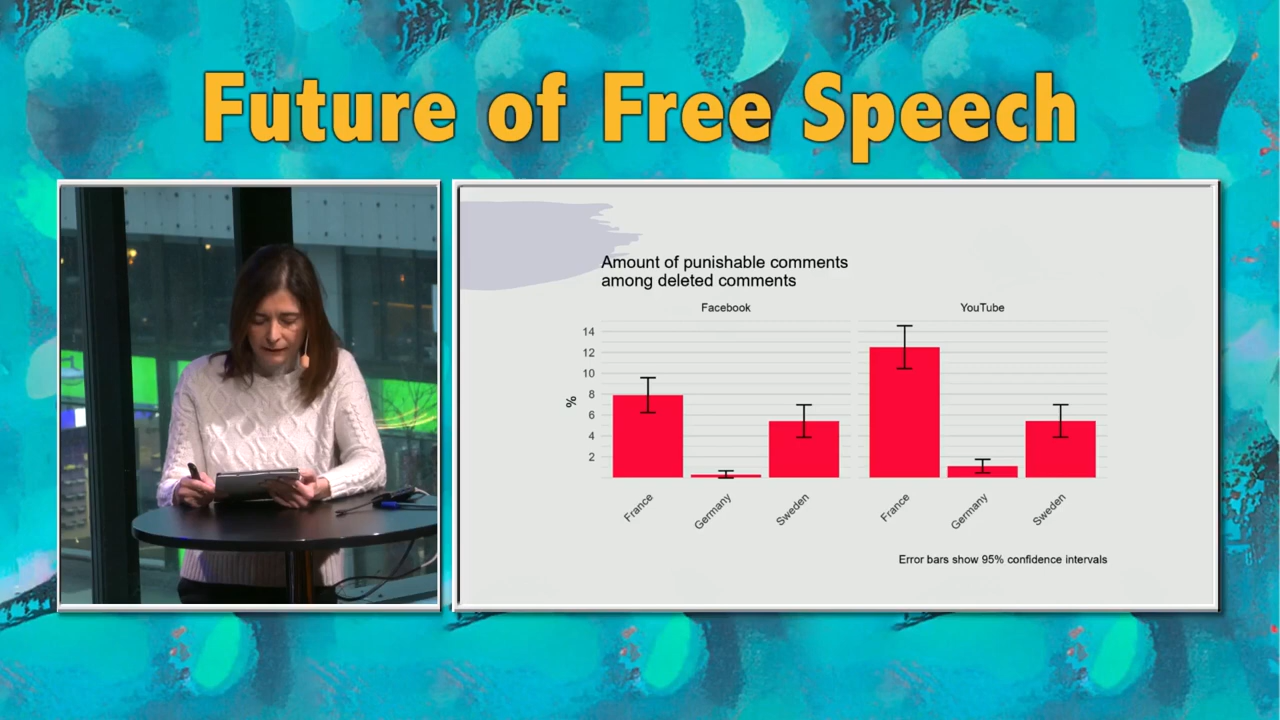 Future of Free Speech
Amount of punishable comments
among deleted comments
Facebook
YouTube
%
14
12
10
8
6
4
2
France
Germany
Sweden
France
Germany
Sweden
Error bars show 95% confidence intervals